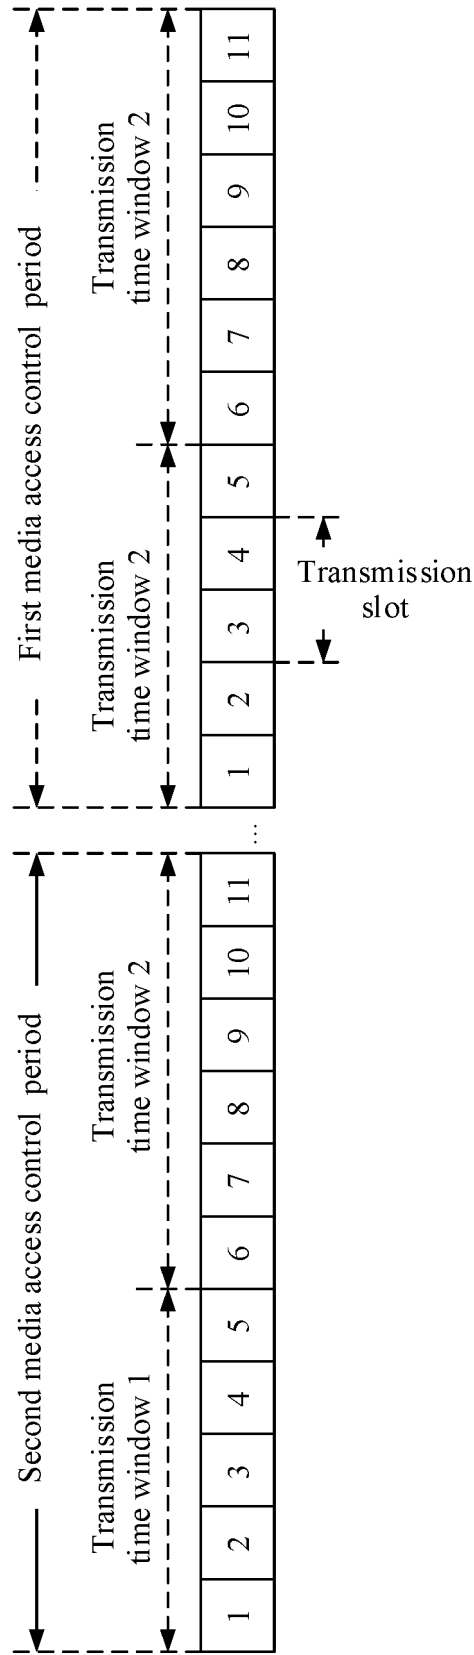 Second media access control period
First media access control period
Transmission
time window 1
Transmission
time window 2
Transmission
time window 2
Transmission
time window 2
1 2 3 4 5 6 7 8 9 10 11 ... 1 2 3 4 5 6 7 8 9 10 11
Transmission
slot